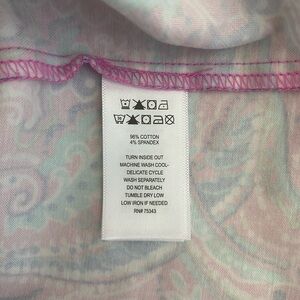 96% COTTON
4% SPANDEX
TURN INSIDE OUT
MACHINE WASH COOL-
DELICATE CYCLE
WASH SEPARATELY
DO NOT BLEACH
TUMBLE DRY LOW
LOW IRON IF NEEDED
RN# 75343